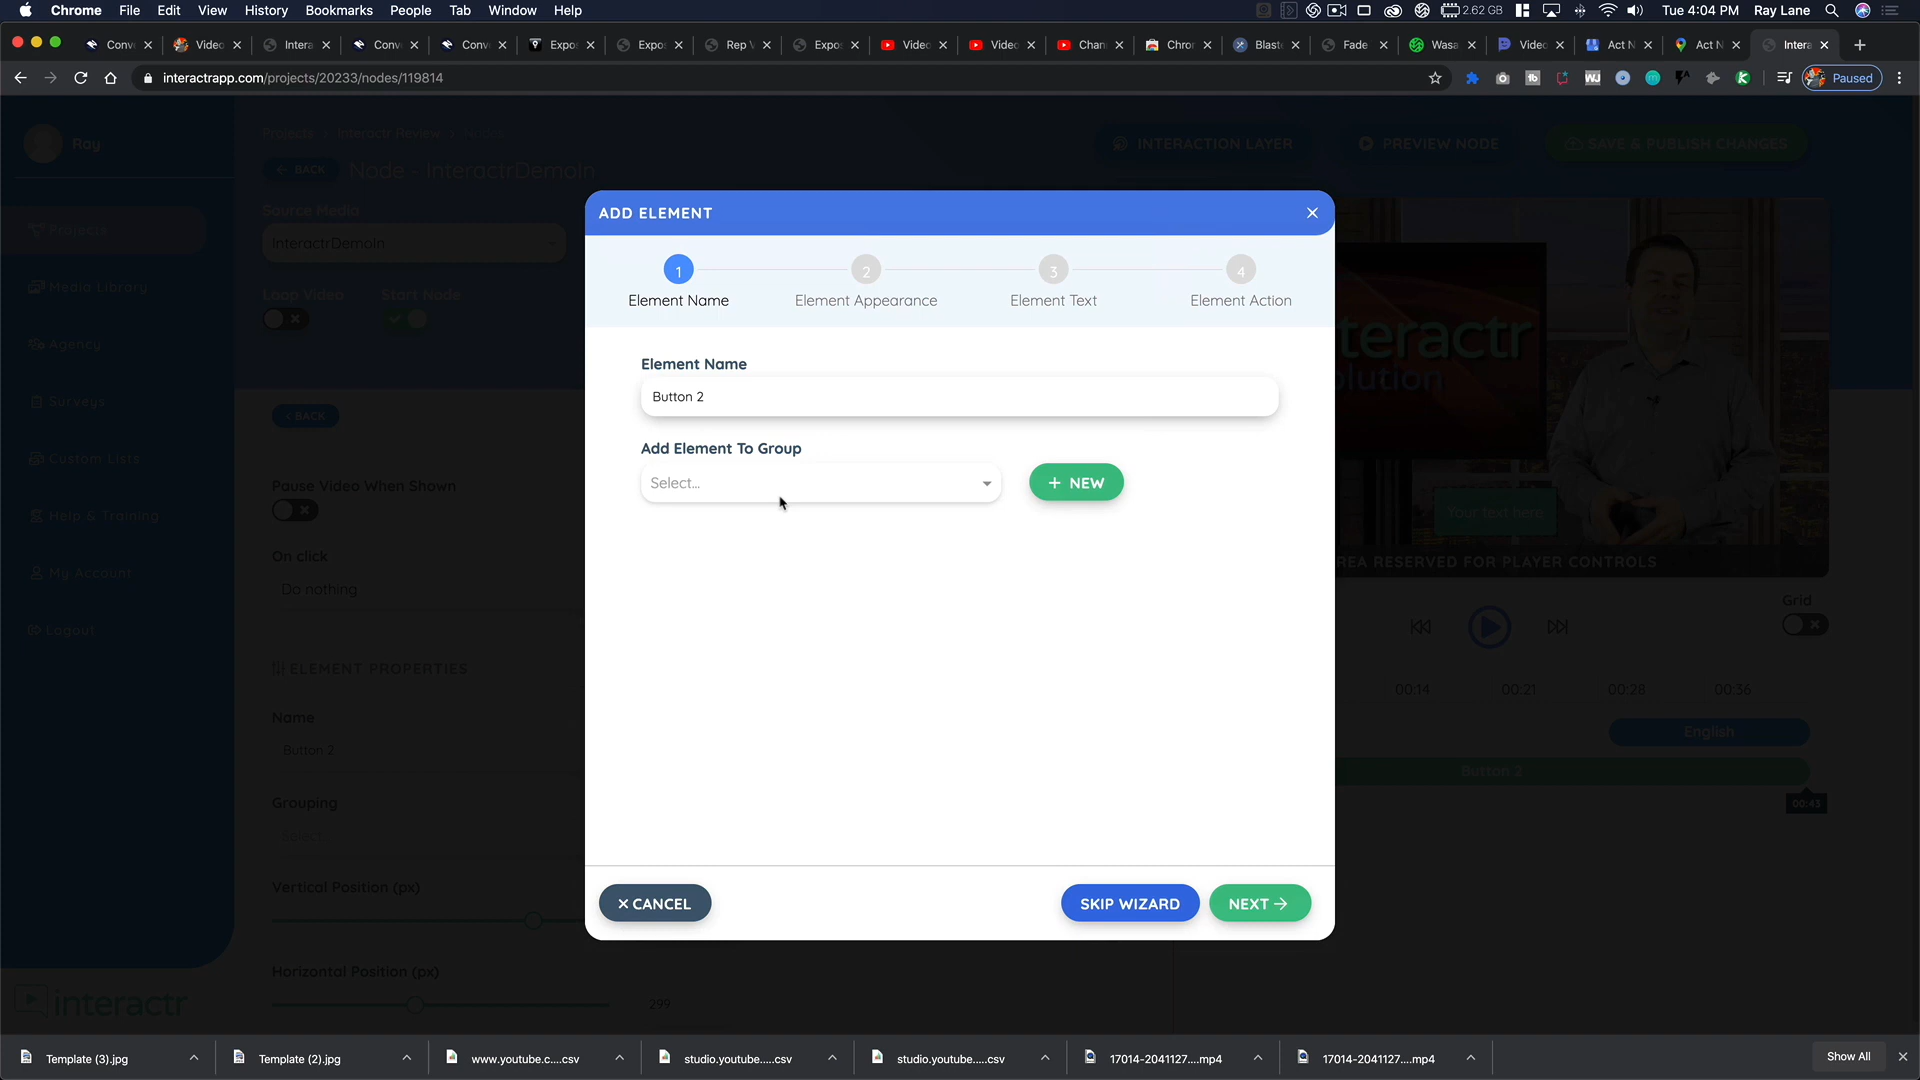 Chrome File Edit View History Bookmarks People Tab Window Help 2.62 GB Tue 4:04 PM Ray Lane
Conv Video Intera Conv Conv Expo Expo Rep V Expo Video Video Chan Chro Blast Fade Wasa Video Act N Act N Intera
interactrapp.com/projects/20233/nodes/119814 Paused
Projects Interactr Review Nodes
Ray
INTERACTION LAYER PREVIEW NODE SAVE & PUBLISH CHANGES
BACK Node - InteractrDemoIn
ADD ELEMENT
Source Media
Projects
InteractrDemoIn
1 2 3 4
Element Name Element Appearance Element Text Element Action
Media Library
Loop Video Start Node
Agency
teractr
olution
Element Name
Button 2
Surveys
< BACK
Add Element To Group
Select...
+ NEW
Custom Lists
Pause Video When Shown
Help & Training
Your text here
On click
REA RESERVED FOR PLAYER CONTROLS
My Account
Do nothing
Grid
Logout
ELEMENT PROPERTIES
00:14 00:21 00:28 00:36
Name
English
Button 2
Button 2
Grouping
00:43
Select
Vertical Position (px)
CANCEL SKIP WIZARD NEXT
Horizontal Position (px)
interactr
299
Template (3).jpg Template (2).jpg www.youtube.c....csv studio.youtube.....csv studio.youtube.....csv 17014-2041127....mp4 17014-2041127....mp4 Show All